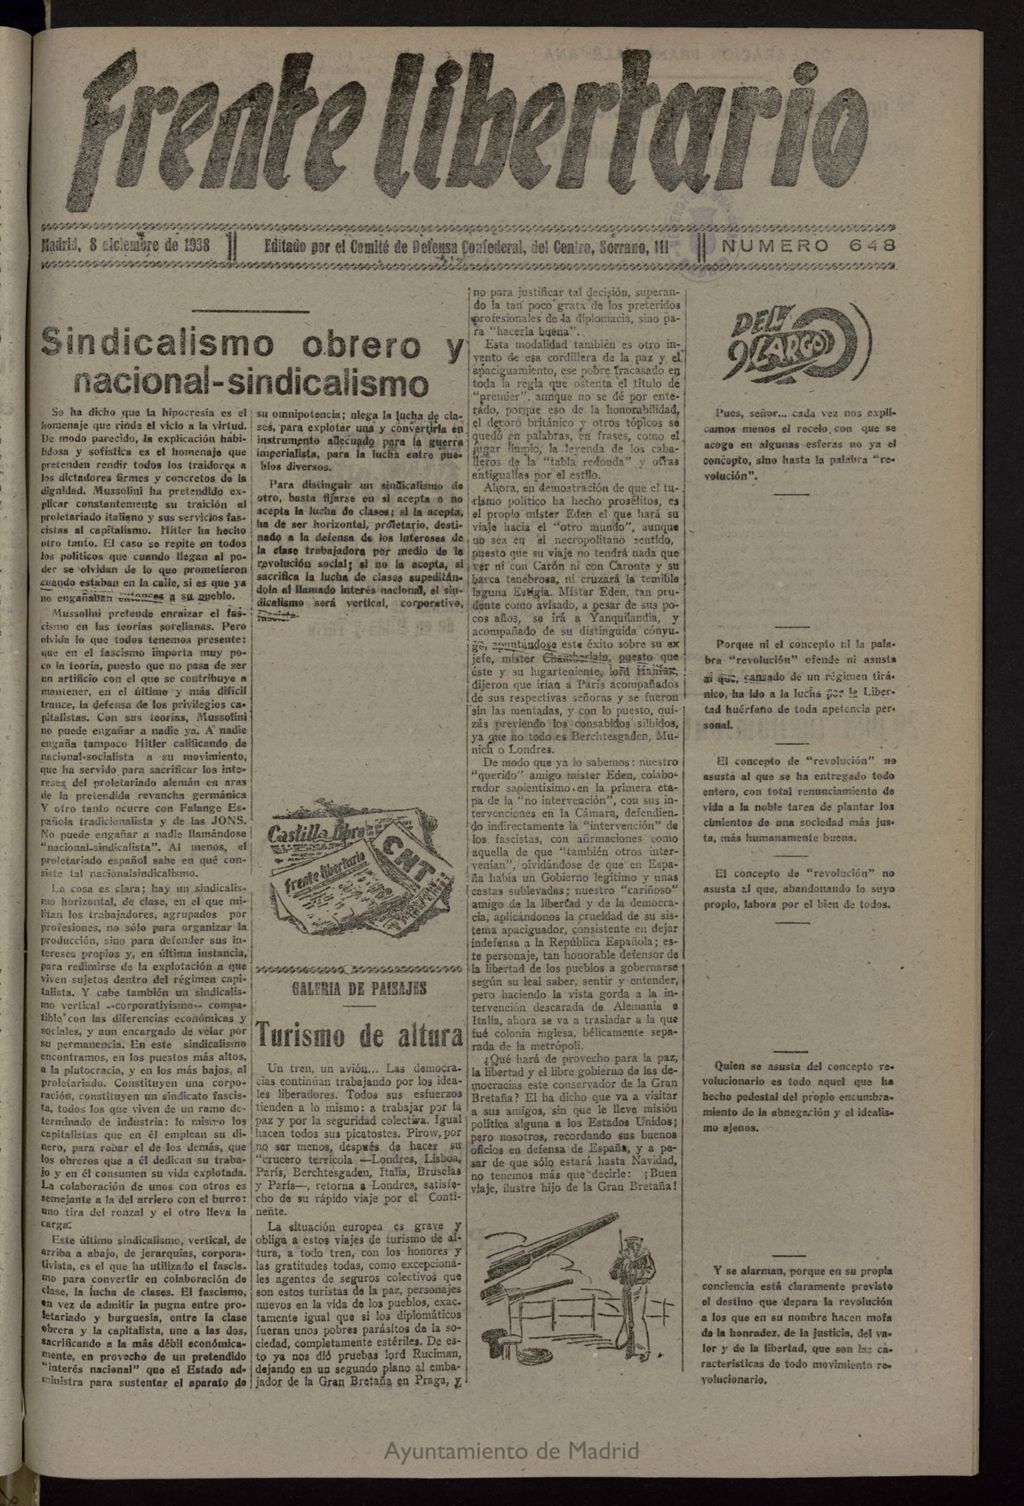 Frente libertario
Madrid, 8 diciembre de 1938
Editado por el Comité de Defensa Confederal, del Centro, Serrano, 111
NUMERO 648
Sindicalismo obrero y
nacional-sindicalismo
Se ha dicho que la hipocresía es el
homenaje que rinde el vicio a la virtud.
De modo parecido, la explicación habi-
lidosa y sofística es el homenaje que
pretenden rendir todos los traidores a
los dictadores firmes y concretos de la
dignidad. Mussolini ha pretendido ex-
plicar constantemente su traición al
proletariado italiano y sus servicios fas-
cistas al capitalismo. Hitler ha hecho
otro tanto. El caso se repite en todos
los políticos que cuando llegan al po-
der se olvidan de lo que prometieron
cuando estaban en la calle, si es que ya
no engañaban entonces a su pueblo.
Mussolini pretende enraizar el fas-
cismo en las teorías sorelianas. Pero
olvida lo que todos tenemos presente:
que en el fascismo importa muy po-
co la teoría, puesto que no pasa de ser
un artificio con el que se contribuye a
mantener, en el último y más difícil
trance, la defensa de los privilegios ca-
pitalistas. Con sus teorías, Mussolini
no puede engañar a nadie ya. A nadie
engaña tampoco Hitler calificando de
nacional-socialista a su movimiento,
que ha servido para sacrificar los inte-
reses del proletariado alemán en aras
de la pretendida revancha germánica
Y otro tanto ocurre con Falange Es-
pañola tradicionalista y de las JONS.
No puede engañar a nadie llamándose
"nacional-sindicalista". Al menos, el
proletariado español sabe en qué con-
siste tal nacionalsindicalismo.
La cosa es clara; hay un sindicalis-
mo horizontal, de clase, en el que mi-
litan los trabajadores, agrupados por
profesiones, no sólo para organizar la
producción, sino para defender sus in-
tereses propios y, en última instancia,
para redimirse de la explotación a que
viven sujetos dentro del régimen capi-
talista. Y cabe también un sindicalis-
mo vertical —corporativismo— compa-
tible con las diferencias económicas y
sociales, y aun encargado de velar por
su permanencia. En este sindicalismo
encontramos, en los puestos más altos,
a la plutocracia, y en los más bajos, al
proletariado. Constituyen una corpo-
ración, constituyen un sindicato fascis-
ta, todos los que viven de un ramo de-
terminado de industria: lo mismo los
capitalistas que en él emplean su di-
nero, para robar el de los demás, que
los obreros que a él dedican su traba-
jo y en él consumen su vida explotada.
La colaboración de unos con otros es
semejante a la del arriero con el burro:
uno tira del ronzal y el otro lleva la
carga.
Este último sindicalismo, vertical, de
arriba a abajo, de jerarquías, corpora-
tivista, es el que ha utilizado el fascis-
mo para convertir en colaboración de
clase, la lucha de clases. El fascismo,
en vez de admitir la pugna entre pro-
letariado y burguesía, entre la clase
obrera y la capitalista, une a las dos,
sacrificando a la más débil económica-
mente, en provecho de un pretendido
"interés nacional" que el Estado ad-
ministra para sustentar el aparato de
su omnipotencia; niega la lucha de cla-
ses, para explotar una y convertirla en
instrumento adecuado para la guerra
imperialista, para la lucha entre pue-
blos diversos.
Para distinguir un sindicalismo de
otro, basta fijarse en si acepta o no
acepta la lucha de clases; si la acepta,
ha de ser horizontal, proletario, desti-
nado a la defensa de los intereses de
la clase trabajadora por medio de la
revolución social; si no la acepta, si
sacrifica la lucha de clases supeditán-
dola al llamado interés nacional, el sin-
dicalismo será vertical, corporativo,
Castilla libre
CNT
frente libertario
GALERIA DE PAISAJES
Turismo de altura
Un tren, un avión... Las democra-
cias continúan trabajando por los idea-
les liberadores. Todos sus esfuerzos
tienden a lo mismo: a trabajar por la
paz y por la seguridad colectiva. Igual
hacen todos sus picatostes. Pirow, por
no ser menos, después de hacer su
"crucero terrícola —Londres, Lisboa,
París, Berchtesgaden, Italia, Bruselas
y París—, retorna a Londres, satisfe-
cho de su rápido viaje por el Conti-
nente.
La situación europea es grave y
obliga a estos viajes de turismo de al-
tura, a todo tren, con los honores y
las gratitudes todas, como excepciona-
les agentes de seguros colectivos que
son estos turistas de la paz, personajes
nuevos en la vida de los pueblos, exac-
tamente igual que si los diplomáticos
fueran unos pobres parásitos de la so-
ciedad, completamente estériles. De es-
to ya nos dió pruebas lord Ruciman,
dejando en un segundo plano al emba-
jador de la Gran Bretaña en Praga, y
no para justificar tal decisión, superan-
do la tan poco grata de los preteridos
profesionales de la diplomacia, sino pa-
ra "hacerla buena".
Esta modalidad también es otro in-
vento de esa cordillera de la paz y el
apaciguamiento, ese pobre fracasado en
toda la regla que ostenta el título de
"premier", aunque no se dé por ente-
rado, porque eso de la honorabilidad,
el decoro británico y otros tópicos se
quedó en palabras, en frases, como el
jugar limpio, la leyenda de los caba-
lleros de la "tabla redonda" y otras
antiguallas por el estilo.
Ahora, en demostración de que el tu-
rismo político ha hecho prosélitos, es
el propio míster Eden el que hará su
viaje hacia el "otro mundo", aunque
no sea en el necropolitano sentido,
puesto que su viaje no tendrá nada que
ver ni con Carón ni con Caronte y su
barca tenebrosa, ni cruzará la temible
laguna Estigia. Míster Eden, tan pru-
dente como avisado, a pesar de sus po-
cos años, se irá a Yanquilandia, y
acompañado de su distinguida cónyu-
ge, apuntándose este éxito sobre su ex
jefe, míster Chamberlain, puesto que
éste y su lugarteniente, lord Halifax,
dijeron que irían a París acompañados
de sus respectivas señoras y se fueron
sin las mentadas, y con lo puesto, qui-
zás previendo los consabidos silbidos,
ya que no todo es Berchtesgaden, Mu-
nich o Londres.
De modo que ya lo sabemos: nuestro
"querido" amigo míster Eden, colabo-
rador sapientísimo en la primera eta-
pa de la "no intervención", con sus in-
tervenciones en la Cámara, defendien-
do indirectamente la "intervención" de
los fascistas, con afirmaciones como
aquella de que "también otros inter-
venían", olvidándose de que en Espa-
ña había un Gobierno legítimo y unas
castas sublevadas; nuestro "cariñoso"
amigo de la libertad y de la democra-
cia, aplicándonos la crueldad de su sis-
tema apaciguador, consistente en dejar
indefensa a la República Española; es-
te personaje, tan honorable defensor de
la libertad de los pueblos a gobernarse
según su leal saber, sentir y entender,
pero haciendo la vista gorda a la in-
tervención descarada de Alemania e
Italia, ahora se va a trasladar a la que
fué colonia inglesa, bélicamente sepa-
rada de la metrópoli.
¿Qué hará de provecho para la paz,
la libertad y el libre gobierno de las de-
mocracias este conservador de la Gran
Bretaña? El ha dicho que va a visitar
a sus amigos, sin que le lleve misión
política alguna a los Estados Unidos;
pero nosotros, recordando sus buenos
oficios en defensa de España, y a pe-
sar de que sólo estará hasta Navidad,
no tenemos más que decirle: ¡Buen
viaje, ilustre hijo de la Gran Bretaña!
DEL 9 LARGO
Pues, señor... cada vez nos expli-
camos menos el recelo con que se
acoge en algunas esferas no ya el
concepto, sino hasta la palabra "re-
volución".
Porque ni el concepto ni la pala-
bra "revolución" ofende ni asusta
al que, cansado de un régimen tirá-
nico, ha ido a la lucha por la Liber-
tad huérfano de toda apetencia per-
sonal.
El concepto de "revolución" no
asusta al que se ha entregado todo
entero, con total renunciamiento de
vida a la noble tarea de plantar los
cimientos de una sociedad más jus-
ta, más humanamente buena.
El concepto de "revolución" no
asusta al que, abandonando lo suyo
propio, labora por el bien de todos.
Quien se asusta del concepto re-
volucionario es todo aquel que ha
hecho pedestal del propio encumbra-
miento de la abnegación y el idealis-
mo ajenos.
Y se alarman, porque en su propia
conciencia está claramente previsto
el destino que depara la revolución
a los que en su nombre hacen mofa
de la honradez, de la justicia, del va-
lor y de la libertad, que son las ca-
racterísticas de todo movimiento re-
volucionario.
Ayuntamiento de Madrid